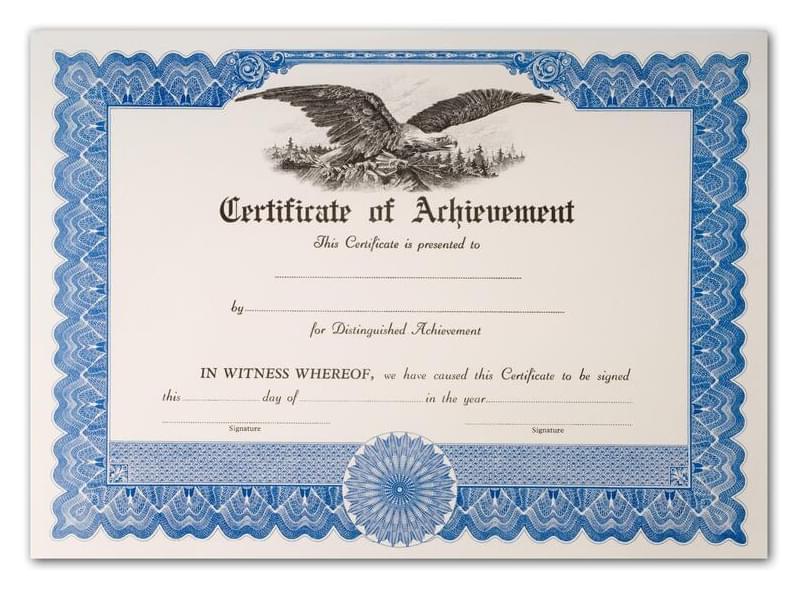 Certificate of Achievement
This Certificate is presented to
by
for Distinguished Achievement
IN WITNESS WHEREOF, we have caused this Certificate to be signed
this day of in the year
Signature Signature